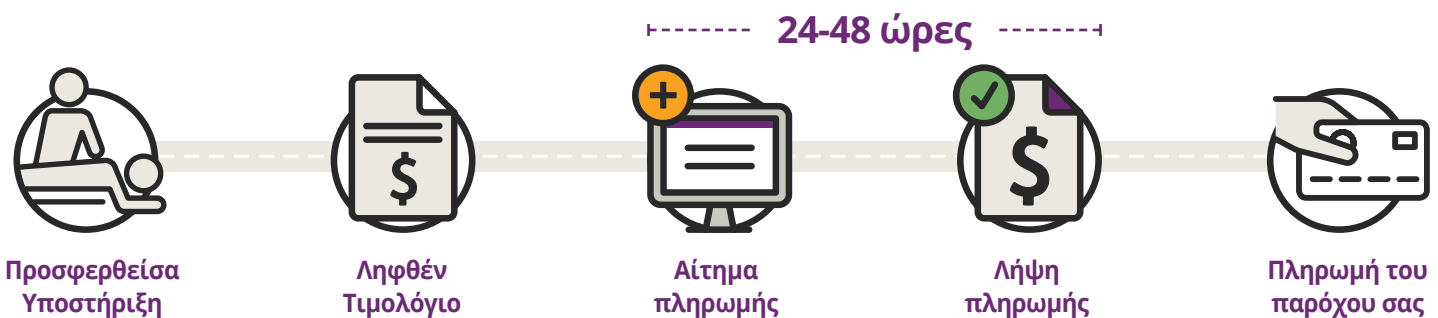 24-48 ώρες
Προσφερθείσα
Υποστήριξη
Ληφθέν
Τιμολόγιο
Αίτημα
πληρωμής
Λήψη
πληρωμής
Πληρωμή του
παρόχου σας
$
$